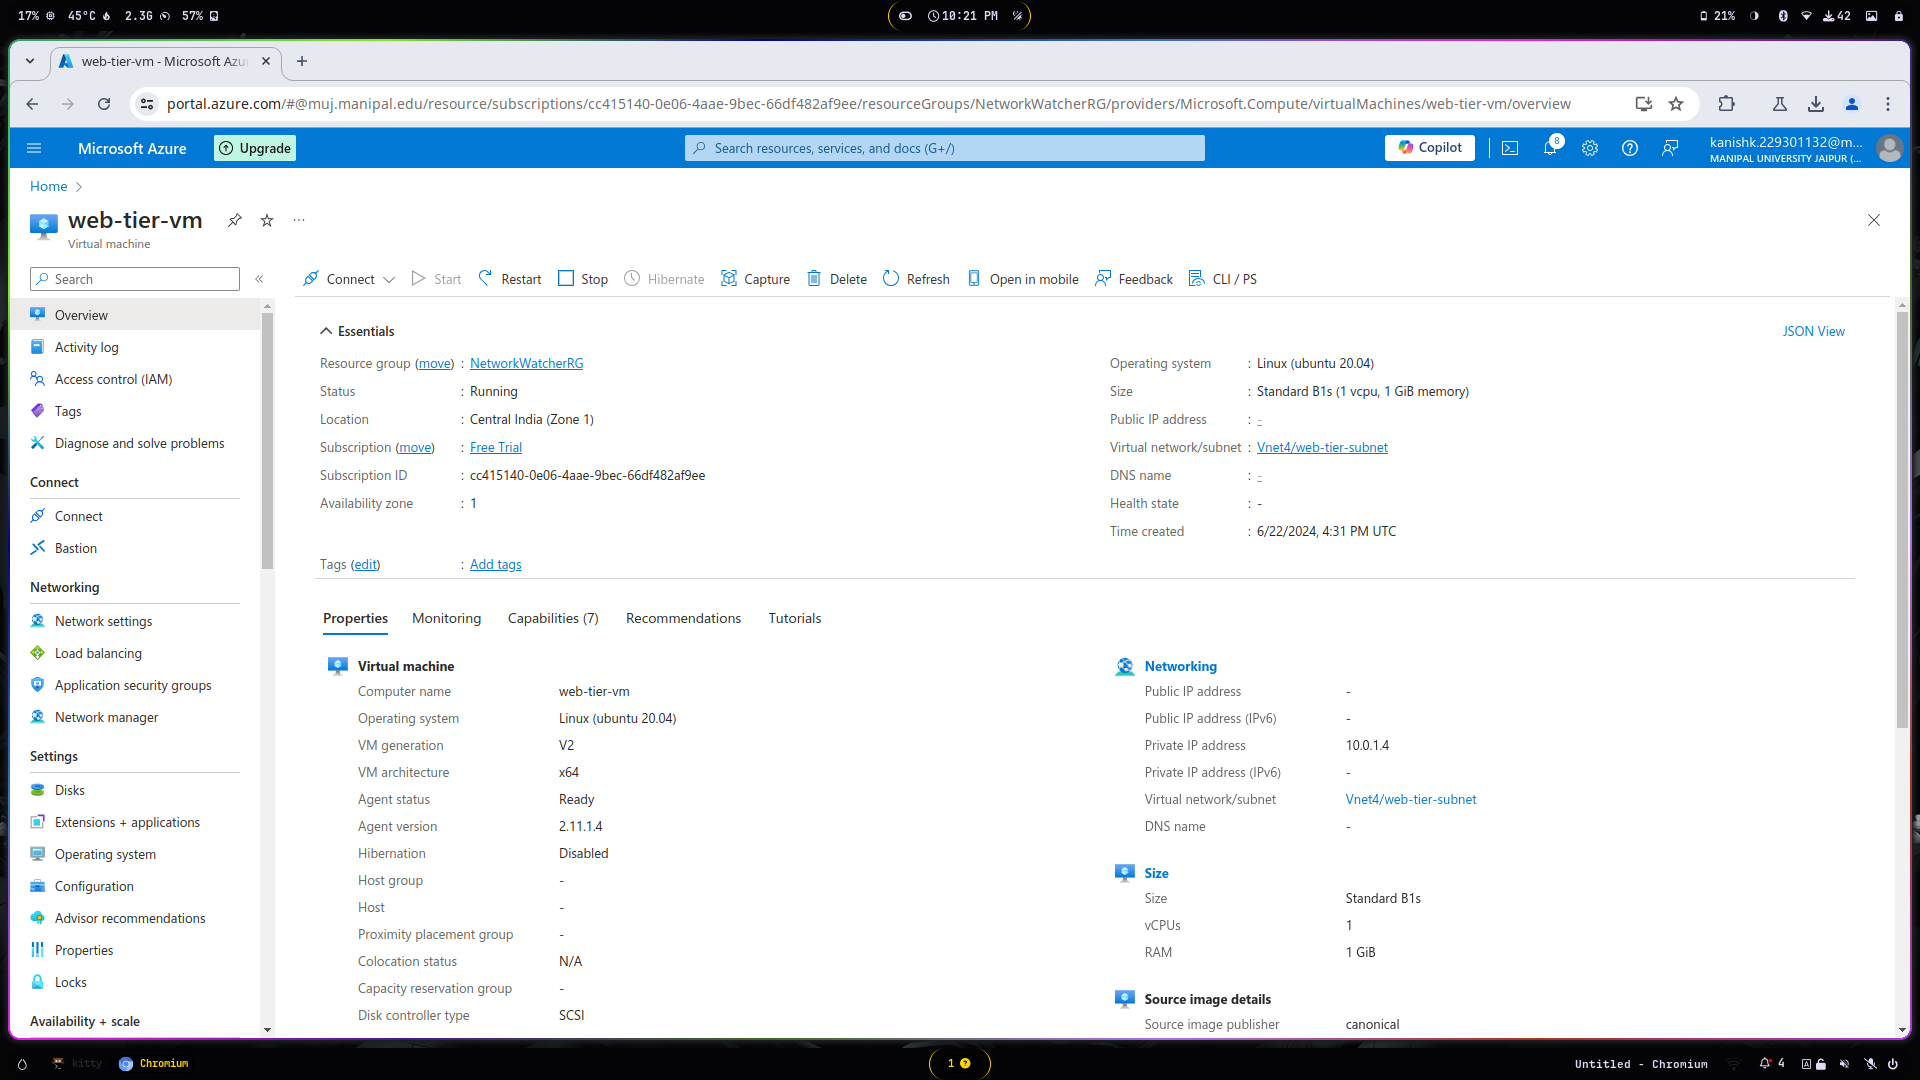 17% 45°C 2.3G 57% 10:21 PM 21% 42
web-tier-vm - Microsoft Azu
portal.azure.com/#@muj.manipal.edu/resource/subscriptions/cc415140-0e06-4aae-9bec-66df482af9ee/resourceGroups/NetworkWatcherRG/providers/Microsoft.Compute/virtualMachines/web-tier-vm/overview
Microsoft Azure Upgrade Search resources, services, and docs (G+/) Copilot 8 kanishk.229301132@m...
MANIPAL UNIVERSITY JAIPUR (...
Home
web-tier-vm
Virtual machine
Search
Connect Start Restart Stop Hibernate Capture Delete Refresh Open in mobile Feedback CLI / PS
Overview
Activity log
Access control (IAM)
Tags
Diagnose and solve problems
Connect
Connect
Bastion
Networking
Network settings
Load balancing
Application security groups
Network manager
Settings
Disks
Extensions + applications
Operating system
Configuration
Advisor recommendations
Properties
Locks
Availability + scale
Essentials JSON View
Resource group (move) : NetworkWatcherRG
Status : Running
Location : Central India (Zone 1)
Subscription (move) : Free Trial
Subscription ID : cc415140-0e06-4aae-9bec-66df482af9ee
Availability zone : 1
Operating system : Linux (ubuntu 20.04)
Size : Standard B1s (1 vcpu, 1 GiB memory)
Public IP address : -
Virtual network/subnet : Vnet4/web-tier-subnet
DNS name : -
Health state : -
Time created : 6/22/2024, 4:31 PM UTC
Tags (edit) : Add tags
Properties Monitoring Capabilities (7) Recommendations Tutorials
Virtual machine
Computer name web-tier-vm
Operating system Linux (ubuntu 20.04)
VM generation V2
VM architecture x64
Agent status Ready
Agent version 2.11.1.4
Hibernation Disabled
Host group -
Host -
Proximity placement group -
Colocation status N/A
Capacity reservation group -
Disk controller type SCSI
Networking
Public IP address -
Public IP address (IPv6) -
Private IP address 10.0.1.4
Private IP address (IPv6) -
Virtual network/subnet Vnet4/web-tier-subnet
DNS name -
Size
Size Standard B1s
vCPUs 1
RAM 1 GiB
Source image details
Source image publisher canonical
kitty Chromium 1 Untitled - Chromium 4